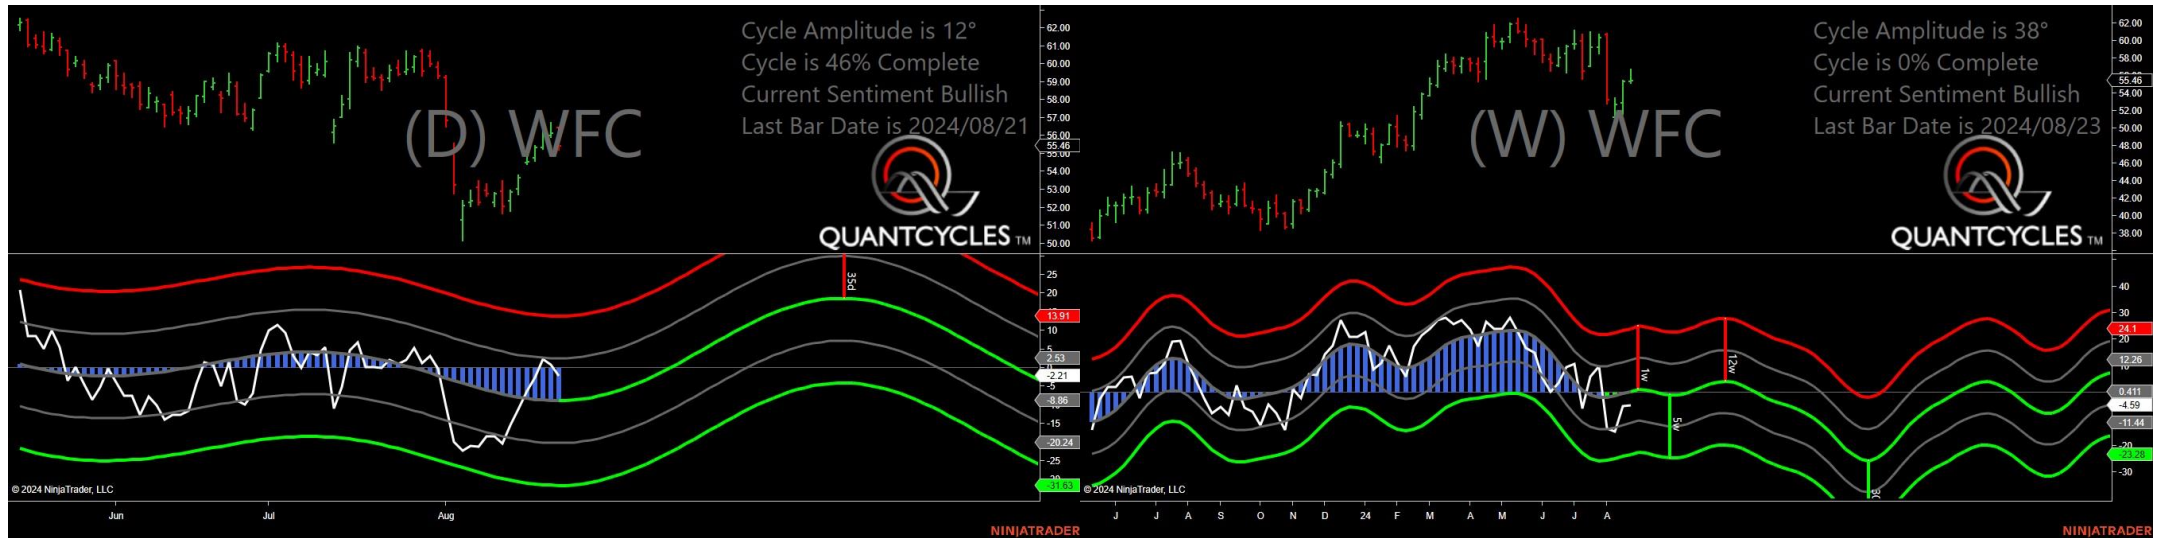 Cycle Amplitude is 12°
Cycle is 46% Complete
Current Sentiment Bullish
Last Bar Date is 2024/08/21
(D) WFC
QUANTCYCLES TM
62.00
61.00
60.00
59.00
58.00
57.00
56.00
55.46
55.00
54.00
53.00
52.00
51.00
50.00
35d
25
20
13.91
10
5
2.53
-2.21
-5
-8.86
-15
-20.24
-25
-31.63
© 2024 NinjaTrader, LLC
Jun
Jul
Aug
NINJATRADER
Cycle Amplitude is 38°
Cycle is 0% Complete
Current Sentiment Bullish
Last Bar Date is 2024/08/23
(W) WFC
QUANTCYCLES TM
62.00
60.00
58.00
55.46
54.00
52.00
50.00
48.00
46.00
44.00
42.00
40.00
38.00
1w
12w
5w
40
30
24.1
20
12.26
10
0.411
-4.59
-11.44
-20
-23.28
-30
© 2024 NinjaTrader, LLC
J
J
A
S
O
N
D
24
F
M
A
M
J
J
A
NINJATRADER